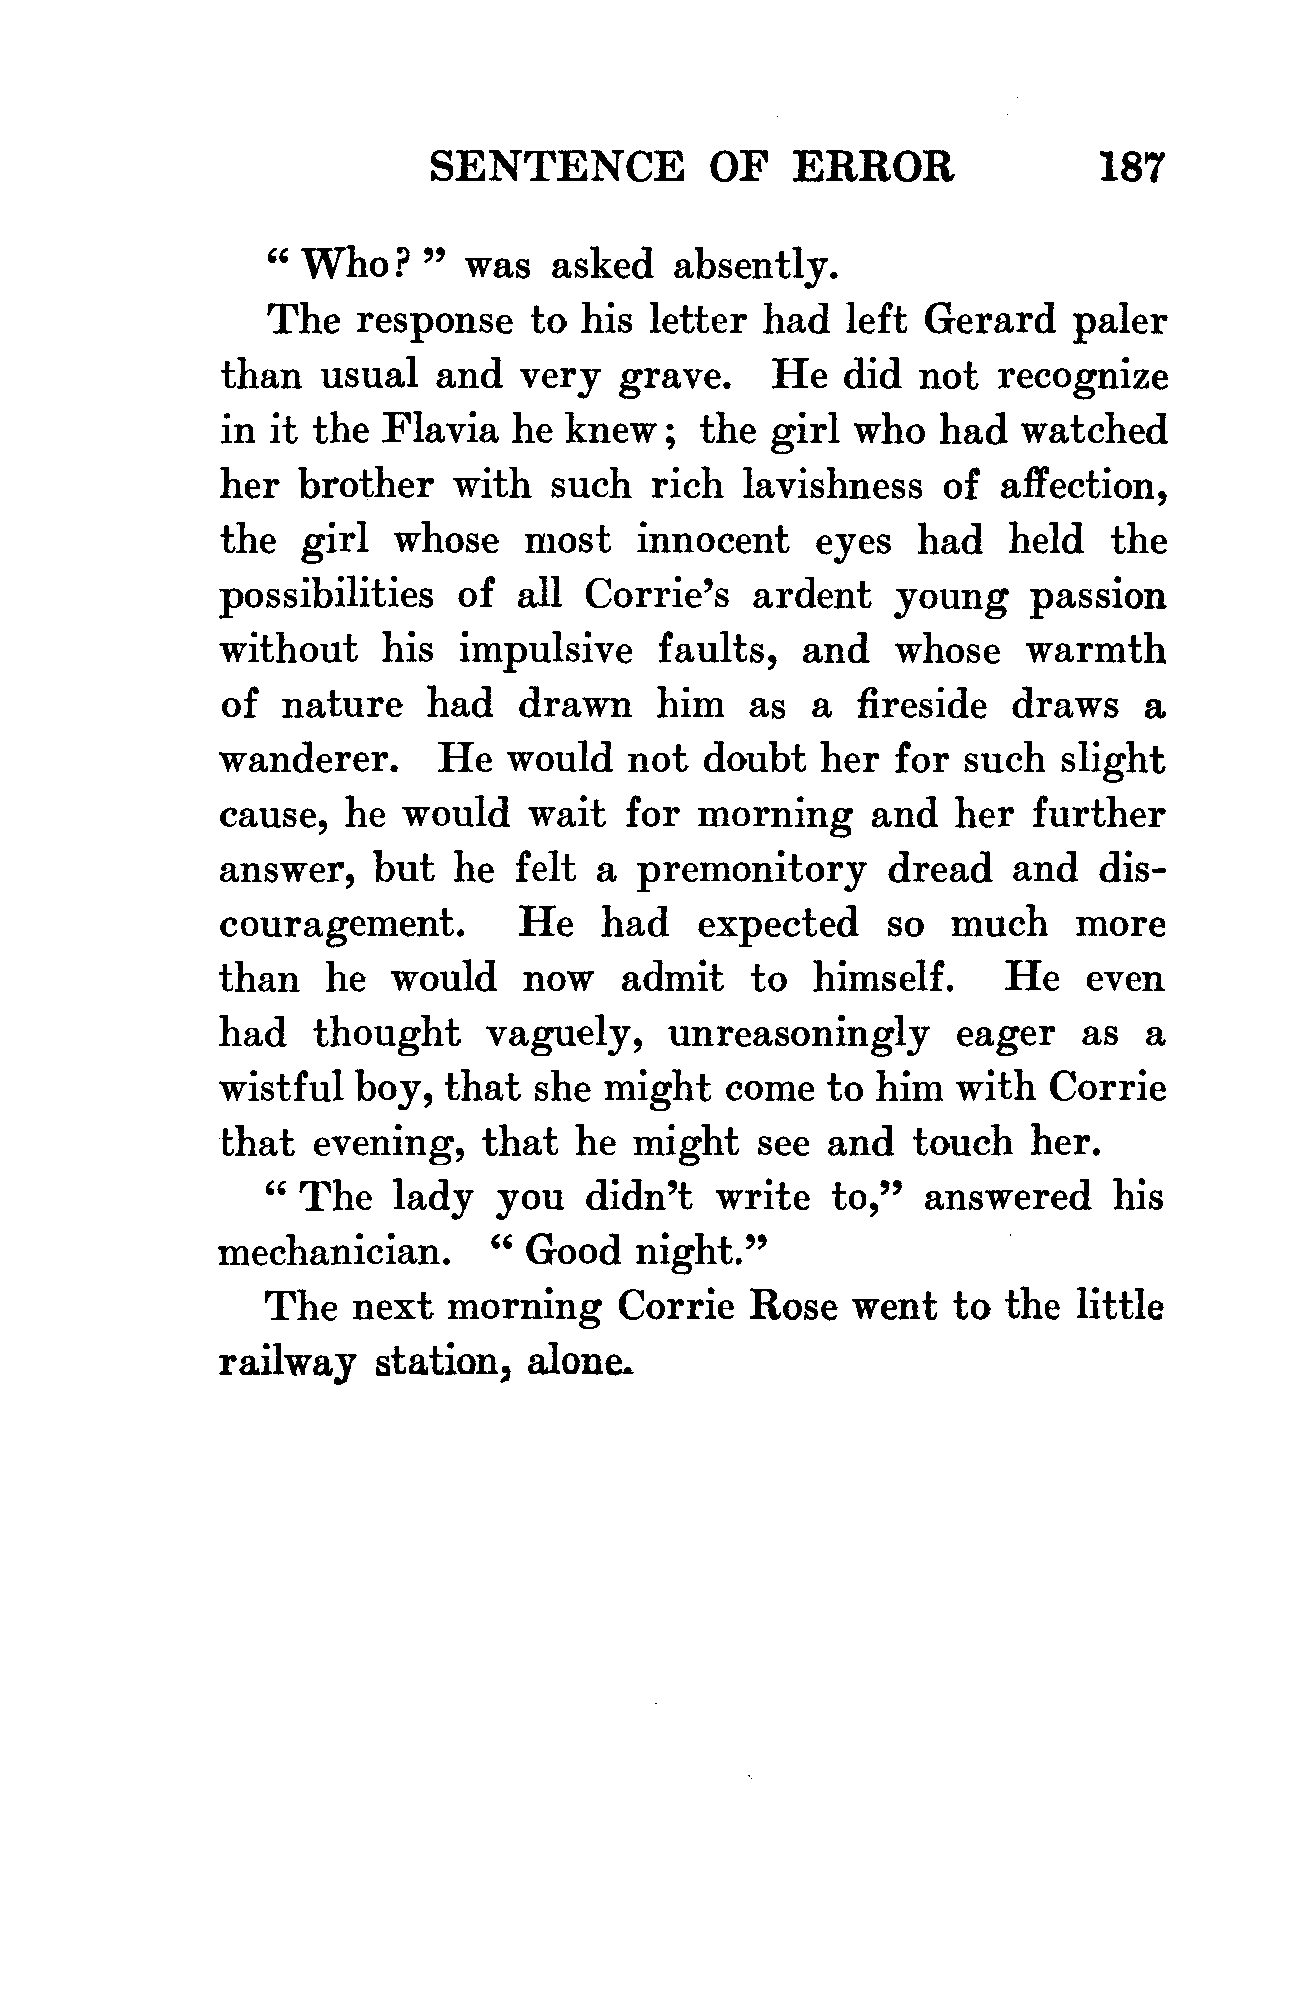 SENTENCE OF ERROR 187
“ Who? ” was asked absently.
The response to his letter had left Gerard paler
than usual and very grave. He did not recognize
in it the Flavia he knew; the girl who had watched
her brother with such rich lavishness of affection,
the girl whose most innocent eyes had held the
possibilities of all Corrie’s ardent young passion
without his impulsive faults, and whose warmth
of nature had drawn him as a fireside draws a
wanderer. He would not doubt her for such slight
cause, he would wait for morning and her further
answer, but he felt a premonitory dread and dis-
couragement. He had expected so much more
than he would now admit to himself. He even
had thought vaguely, unreasoningly eager as a
wistful boy, that she might come to him with Corrie
that evening, that he might see and touch her.
“ The lady you didn’t write to,” answered his
mechanician. “ Good night.”
The next morning Corrie Rose went to the little
railway station, alone.